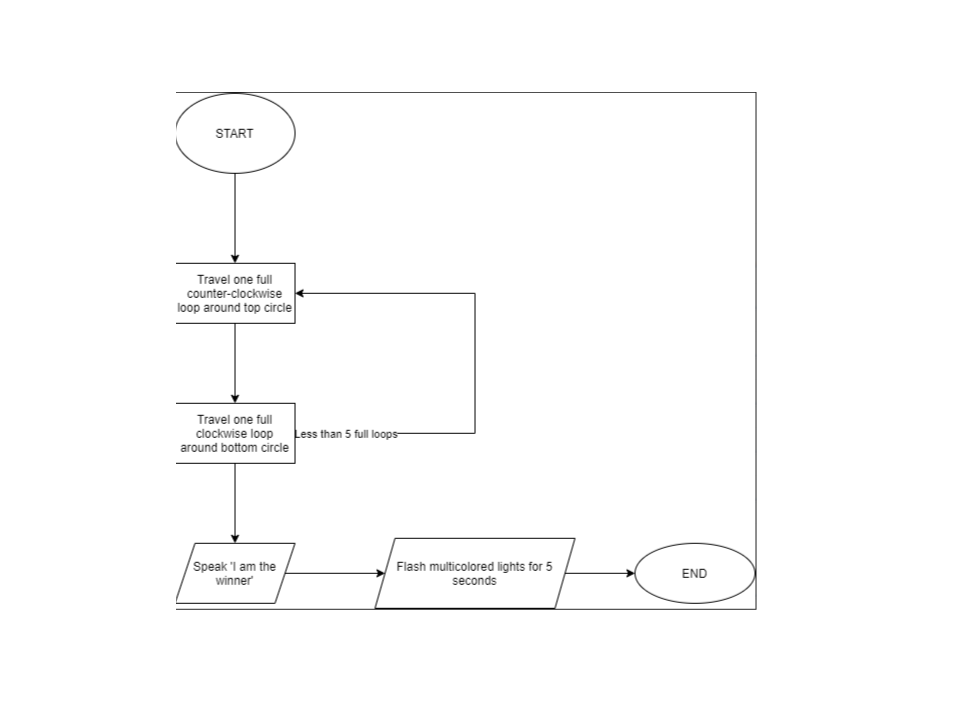 START
Travel one full
counter-clockwise
loop around top circle
Travel one full
clockwise loop
around bottom circle
Less than 5 full loops
Speak 'I am the
winner'
Flash multicolored lights for 5
seconds
END